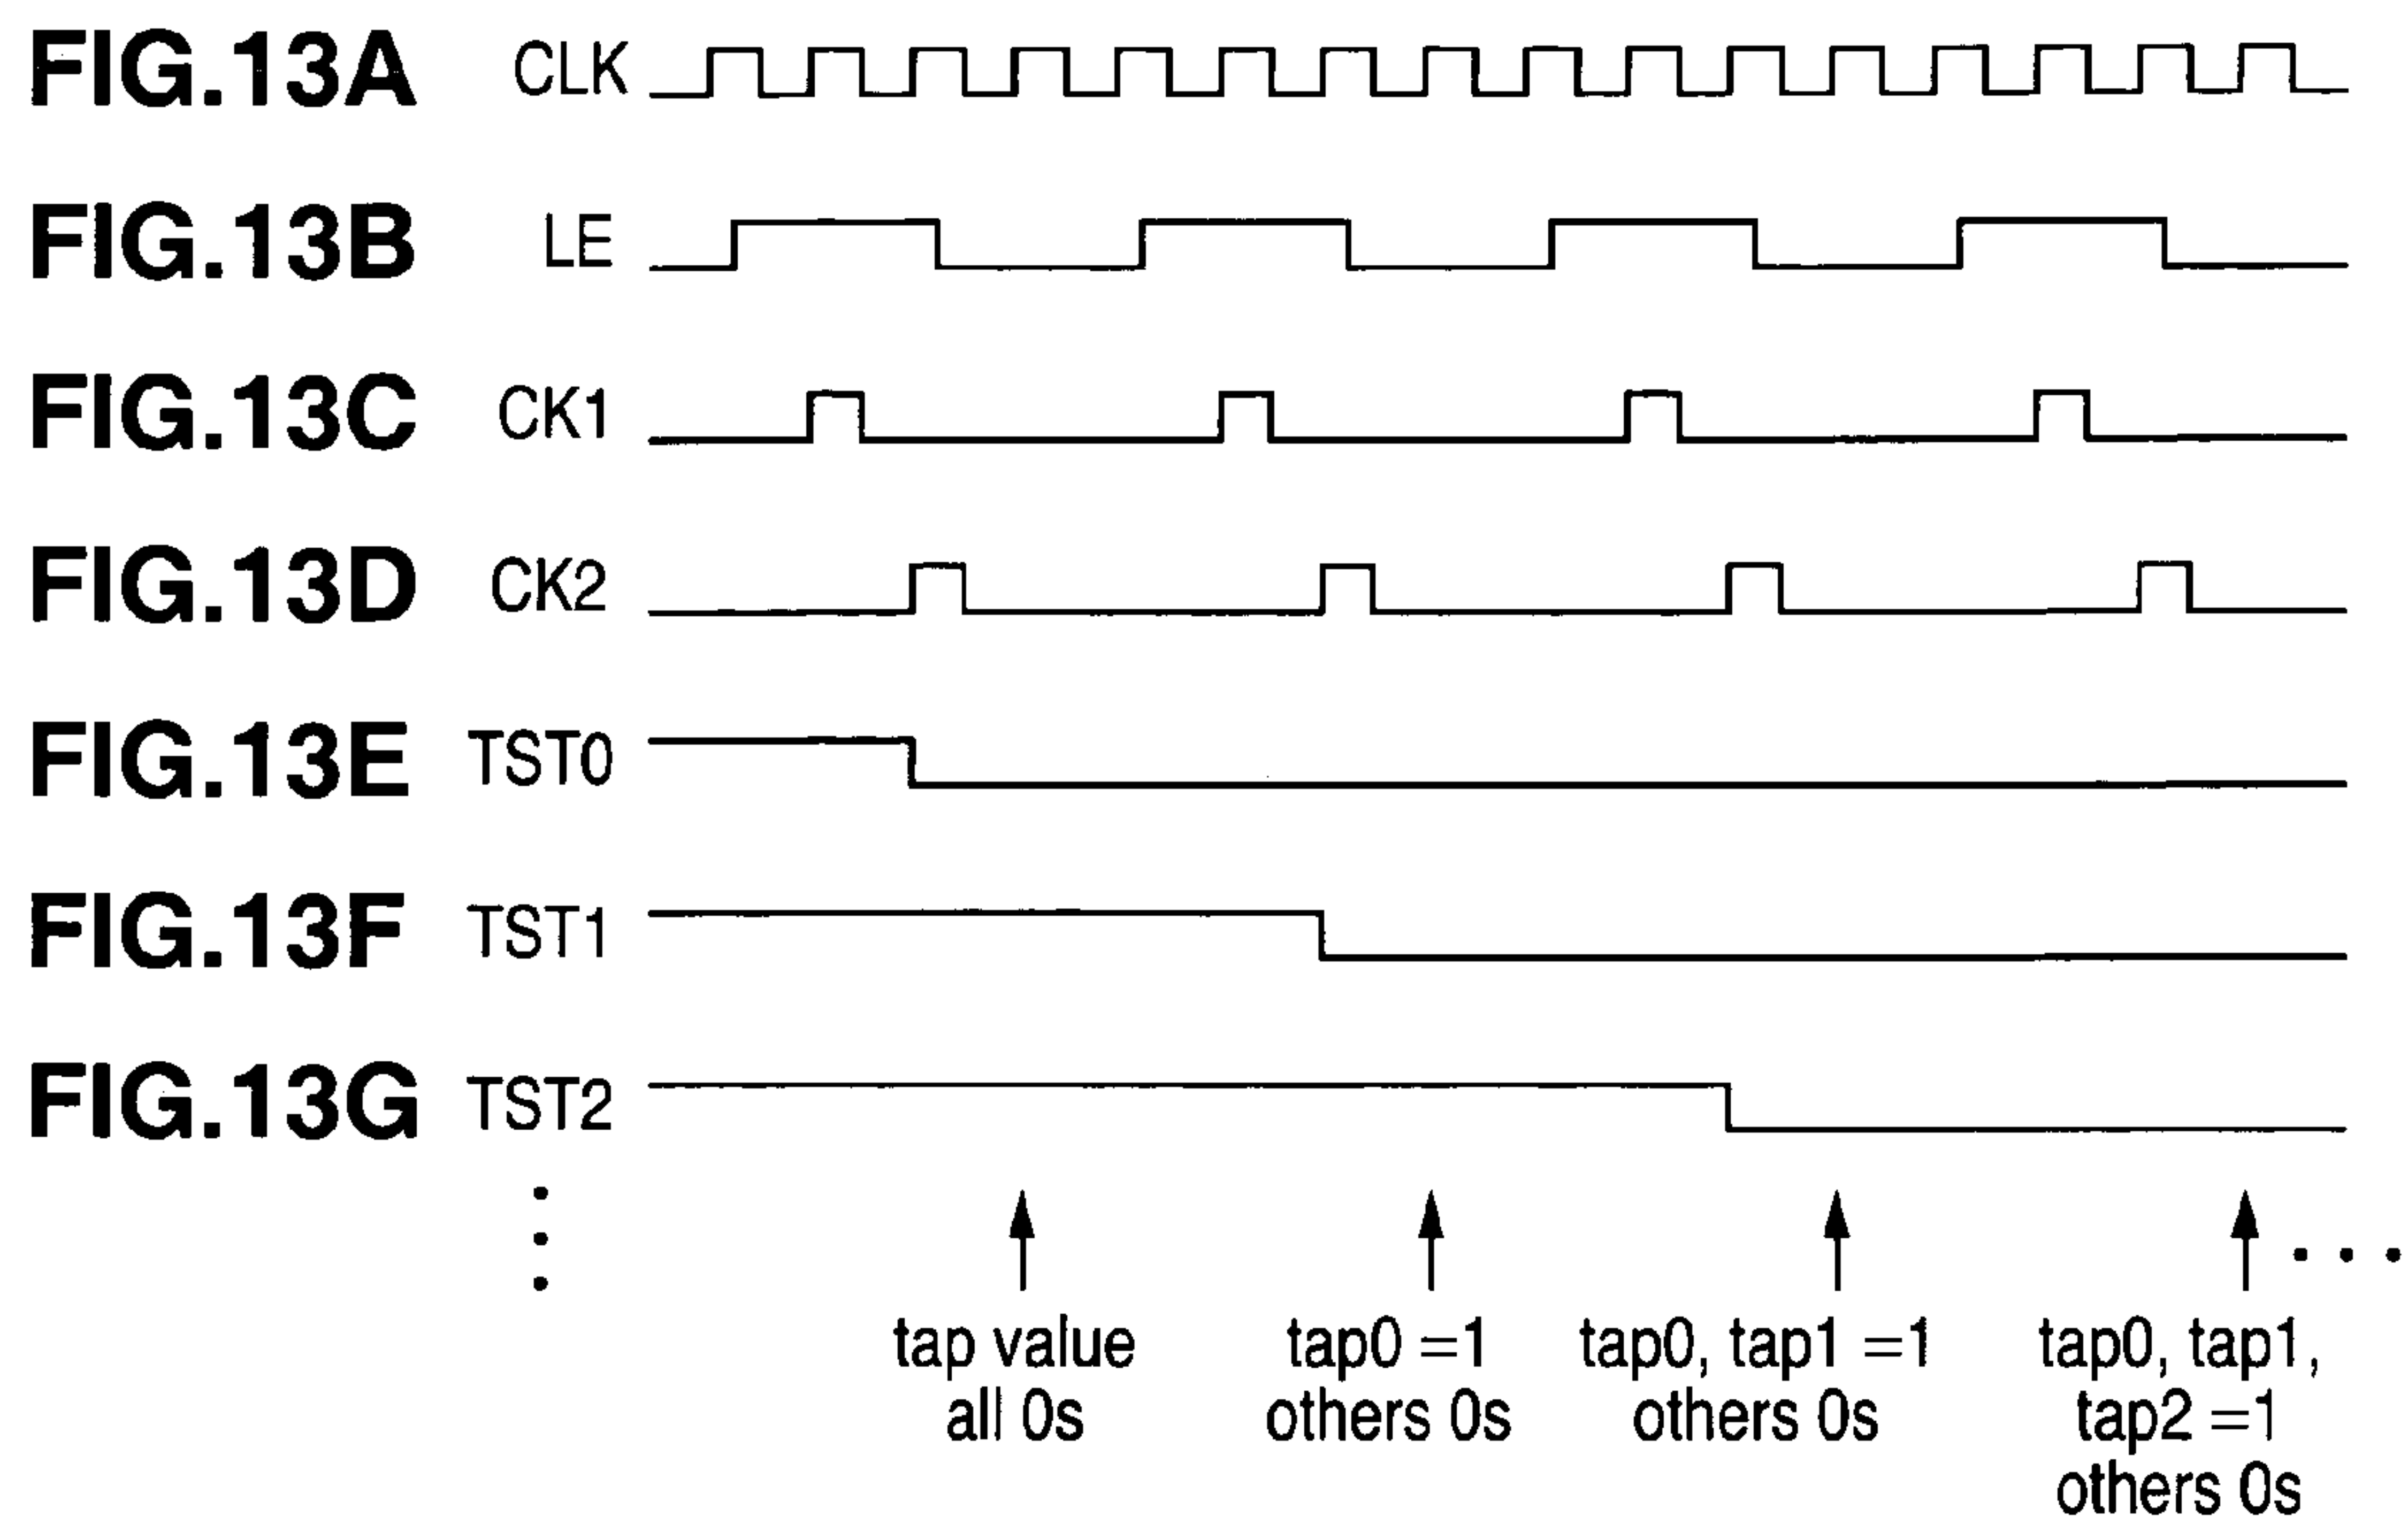 FIG.13A CLK
FIG.13B LE
FIG.13C CK1
FIG.13D CK2
FIG.13E TST0
FIG.13F TST1
FIG.13G TST2
tap value
all 0s
tap0 =1
others 0s
tap0, tap1 =1
others 0s
tap0, tap1,
tap2 =1
others 0s